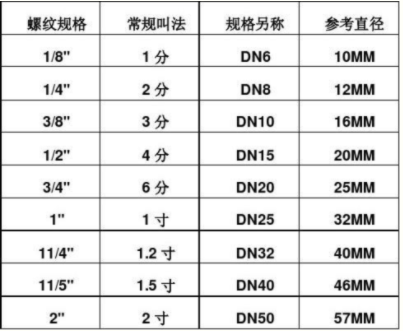 螺纹规格 常规叫法 规格另称 参考直径
1/8" 1 分 DN6 10MM
1/4" 2 分 DN8 12MM
3/8" 3 分 DN10 16MM
1/2" 4 分 DN15 20MM
3/4" 6 分 DN20 25MM
1" 1 寸 DN25 32MM
11/4" 1.2 寸 DN32 40MM
11/5" 1.5 寸 DN40 46MM
2" 2 寸 DN50 57MM